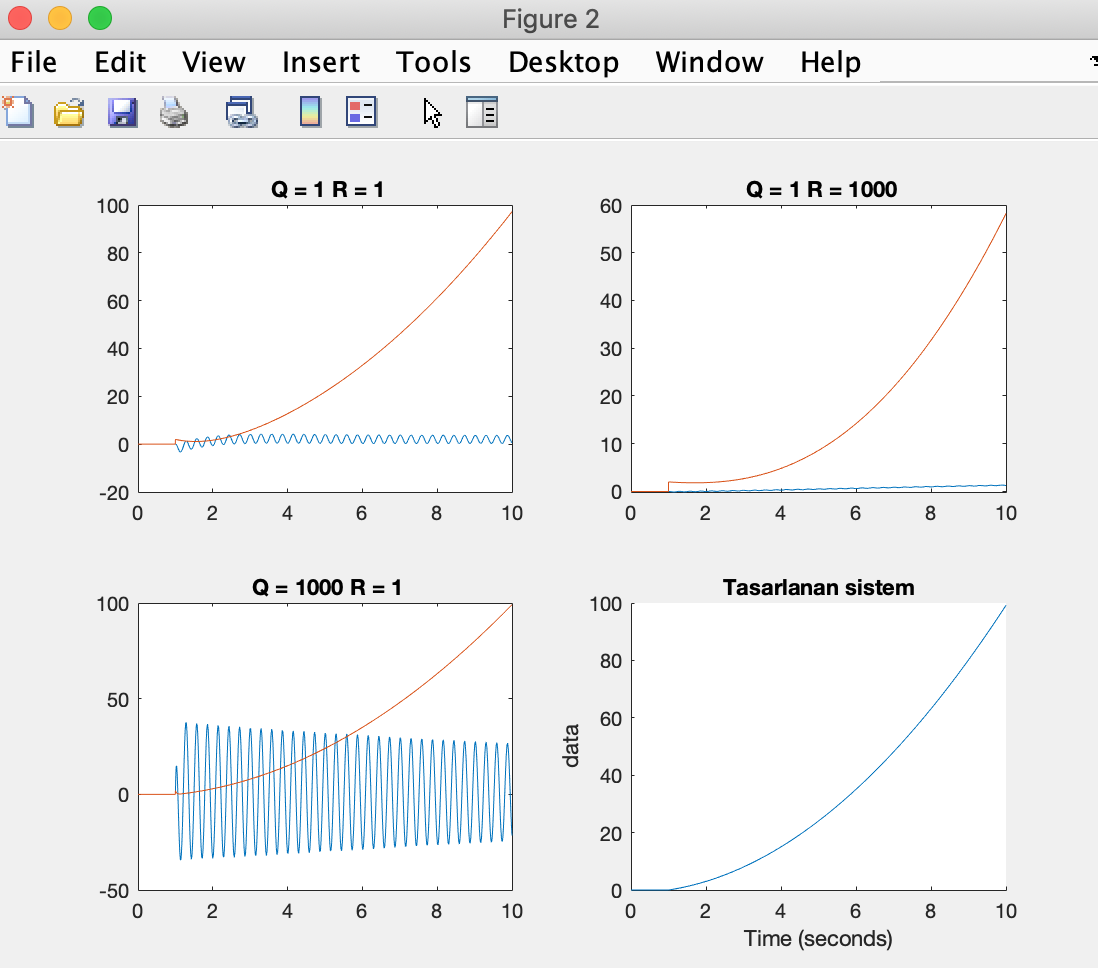 Figure 2
File Edit View Insert Tools Desktop Window Help
Q = 1 R = 1
100
80
60
40
20
0
-20
0 2 4 6 8 10
Q = 1 R = 1000
60
50
40
30
20
10
0
0 2 4 6 8 10
Q = 1000 R = 1
100
50
0
-50
0 2 4 6 8 10
Tasarlanan sistem
100
80
60
40
20
0
data
0 2 4 6 8 10
Time (seconds)